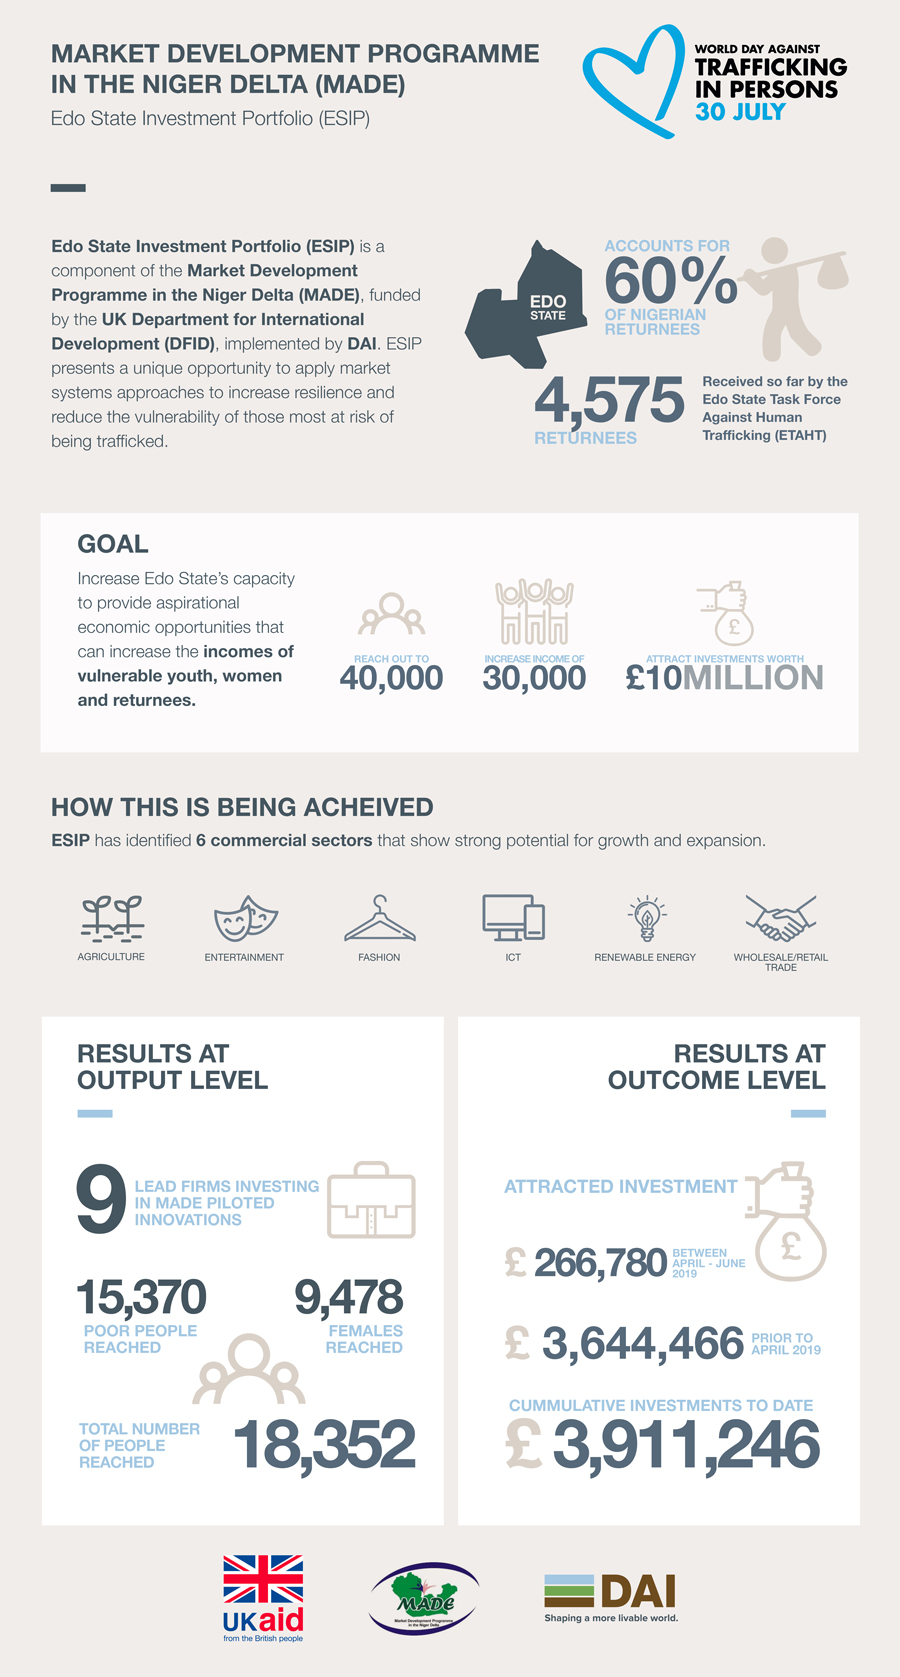 MARKET DEVELOPMENT PROGRAMME
IN THE NIGER DELTA (MADE)
Edo State Investment Portfolio (ESIP)
WORLD DAY AGAINST
TRAFFICKING
IN PERSONS
30 JULY
Edo State Investment Portfolio (ESIP) is a
component of the Market Development
Programme in the Niger Delta (MADE), funded
by the UK Department for International
Development (DFID), implemented by DAI. ESIP
presents a unique opportunity to apply market
systems approaches to increase resilience and
reduce the vulnerability of those most at risk of
being trafficked.
EDO
STATE
ACCOUNTS FOR
60%
OF NIGERIAN
RETURNEES
4,575
RETURNEES
Received so far by the
Edo State Task Force
Against Human
Trafficking (ETAHT)
GOAL
Increase Edo State's capacity
to provide aspirational
economic opportunities that
can increase the incomes of
vulnerable youth, women
and returnees.
REACH OUT TO
40,000
INCREASE INCOME OF
30,000
£
ATTRACT INVESTMENTS WORTH
£10MILLION
HOW THIS IS BEING ACHEIVED
ESIP has identified 6 commercial sectors that show strong potential for growth and expansion.
AGRICULTURE
ENTERTAINMENT
FASHION
ICT
RENEWABLE ENERGY
WHOLESALE/RETAIL
TRADE
RESULTS AT
OUTPUT LEVEL
9
LEAD FIRMS INVESTING
IN MADE PILOTED
INNOVATIONS
15,370
POOR PEOPLE
REACHED
9,478
FEMALES
REACHED
TOTAL NUMBER
OF PEOPLE
REACHED
18,352
RESULTS AT
OUTCOME LEVEL
ATTRACTED INVESTMENT
£
£ 266,780
BETWEEN
APRIL - JUNE
2019
£ 3,644,466
PRIOR TO
APRIL 2019
CUMMULATIVE INVESTMENTS TO DATE
£ 3,911,246
UKaid
from the British people
MADE
Market Development Programme
in the Niger Delta
DAI
Shaping a more livable world.